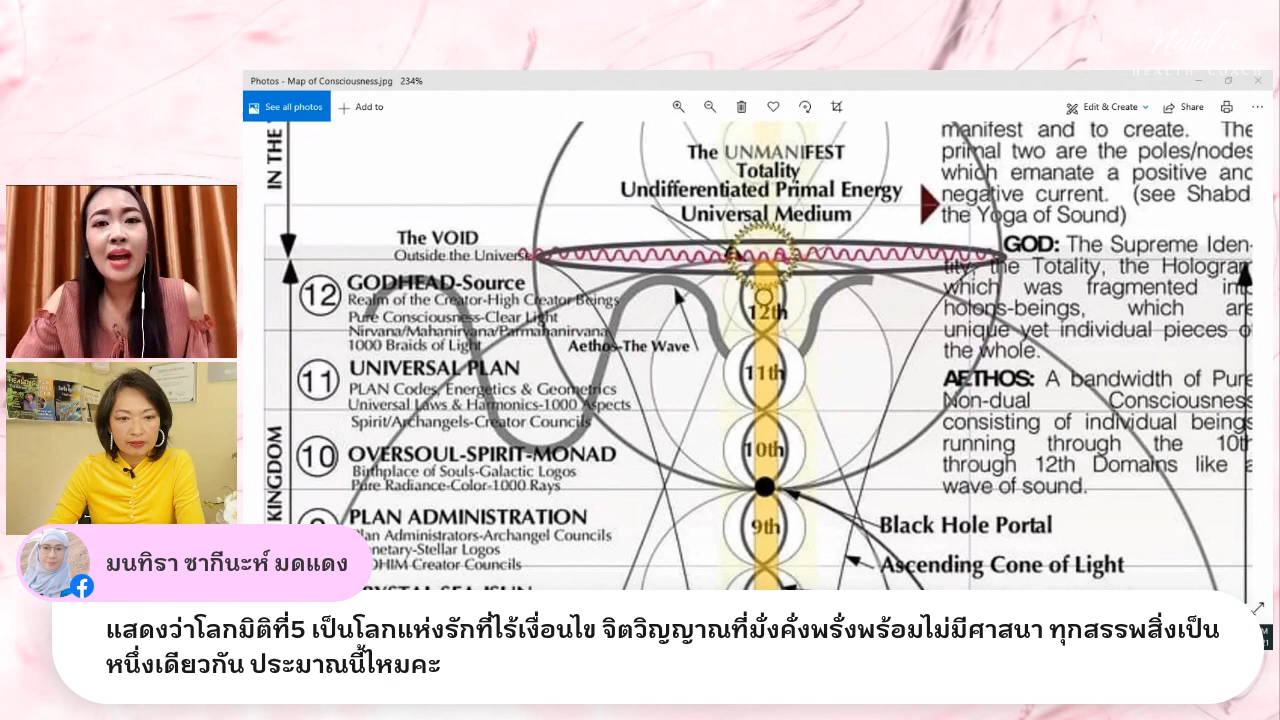 HEALTH COACH
Photos - Map of Consciousness.jpg 234%
See all photos
Add to
Edit & Create
Share
IN THE
The UNMANIFEST
Totality
Undifferentiated Primal Energy
Universal Medium
The VOID
Outside the Universe
12 GODHEAD-Source
Realm of the Creator-High Creator Beings
Pure Consciousness-Clear Light
Nirvana/Mahanirvana/Parmahanirvana
1000 Braids of Light
Aethos-The Wave
11 UNIVERSAL PLAN
PLAN Codes, Energetics & Geometrics
Universal Laws & Harmonics-1000 Aspects
Spirit/Archangels-Creator Councils
KINGDOM
10 OVERSOUL-SPIRIT-MONAD
Birthplace of Souls-Galactic Logos
Pure Radiance-Color-1000 Rays
PLAN ADMINISTRATION
Plan Administrators-Archangel Councils
netary-Stellar Logos
OHIM Creator Councils
12th
11th
10th
9th
Black Hole Portal
Ascending Cone of Light
manifest and to create. The
primal two are the poles/nodes
which emanate a positive and
negative current. (see Shabd
the Yoga of Sound)
GOD: The Supreme Iden-
tity, the Totality, the Hologram
which was fragmented into
holons-beings, which are
unique yet individual pieces of
the whole.
AETHOS: A bandwidth of Pure
Non-dual Consciousness
consisting of individual beings
running through the 10th
through 12th Domains like a
wave of sound.
มนทิรา ซากีนะห์ มดแดง
แสดงว่าโลกมิติที่5 เป็นโลกแห่งรักที่ไร้เงื่อนไข จิตวิญญาณที่มั่งคั่งพรั่งพร้อมไม่มีศาสนา ทุกสรรพสิ่งเป็น
หนึ่งเดียวกัน ประมาณนี้ไหมคะ